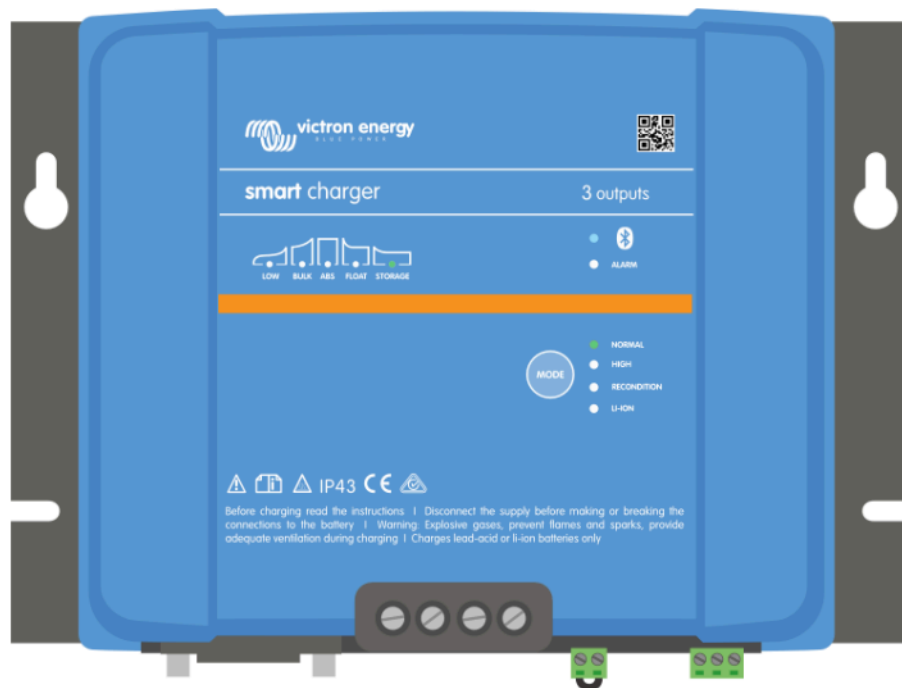 victron energy
BLUE POWER
smart charger
3 outputs
LOW BULK ABS FLOAT STORAGE
ALARM
NORMAL
HIGH
MODE
RECONDITION
LI-ION
IP43 CE
Before charging read the instructions | Disconnect the supply before making or breaking the
connections to the battery | Warning: Explosive gases, prevent flames and sparks, provide
adequate ventilation during charging | Charges lead-acid or li-ion batteries only